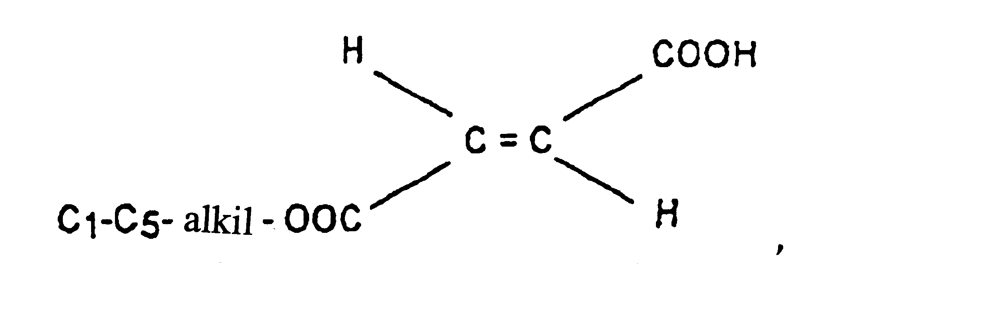 H COOH
C = C
C1-C5- alkil - OOC H
,